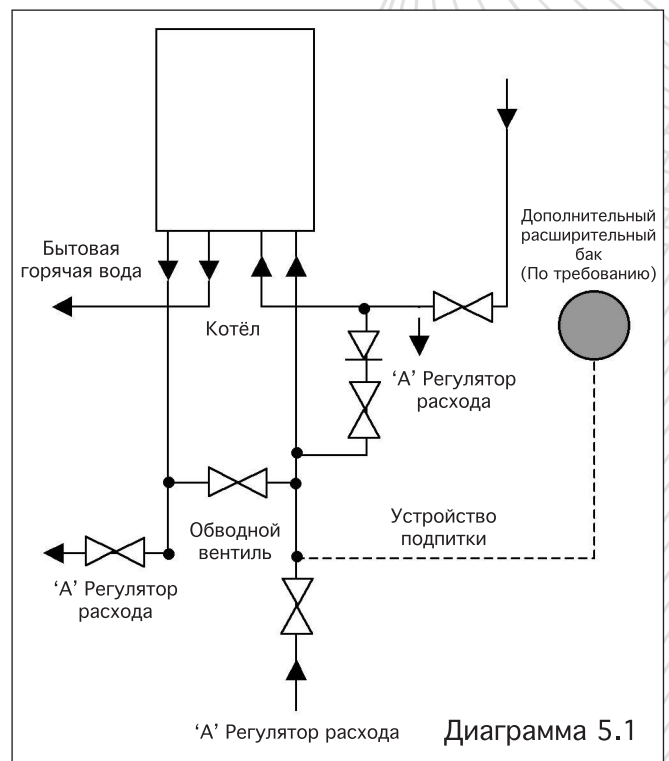 Дополнительный
расширительный
бак
(По требованию)
Бытовая
горячая вода
Котёл
‘А’ Регулятор
расхода
Обводной
вентиль
Устройство
подпитки
‘А’ Регулятор
расхода
‘А’ Регулятор расхода
Диаграмма 5.1